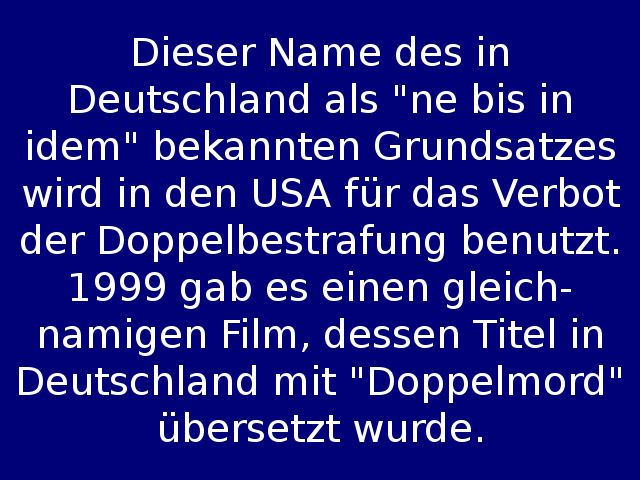 Dieser Name des in
Deutschland als "ne bis in
idem" bekannten Grundsatzes
wird in den USA für das Verbot
der Doppelbestrafung benutzt.
1999 gab es einen gleich-
namigen Film, dessen Titel in
Deutschland mit "Doppelmord"
übersetzt wurde.